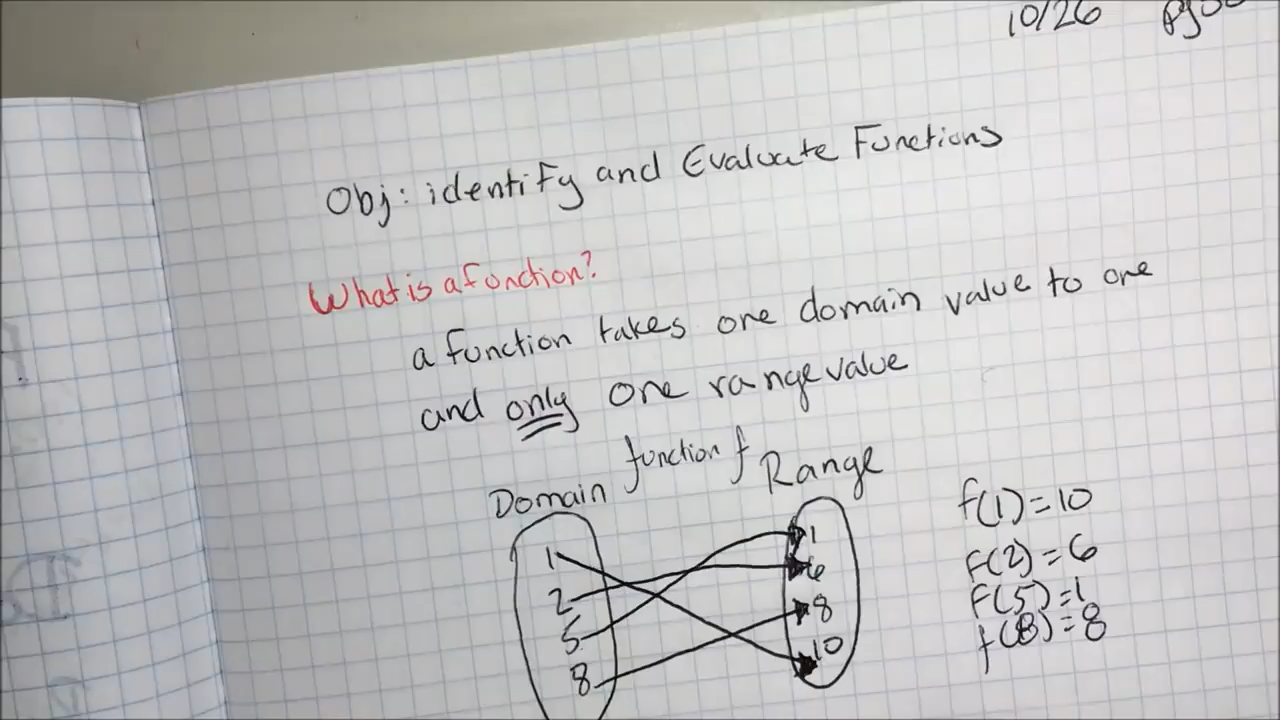 10/26
Obj: identify and Evaluate Functions
What is a function?
a function takes one domain value to one
and only one range value
function f
Domain
Range
1
2
5
8
1
6
8
10
f(1)=10
f(2)=6
f(5)=1
f(8)=8